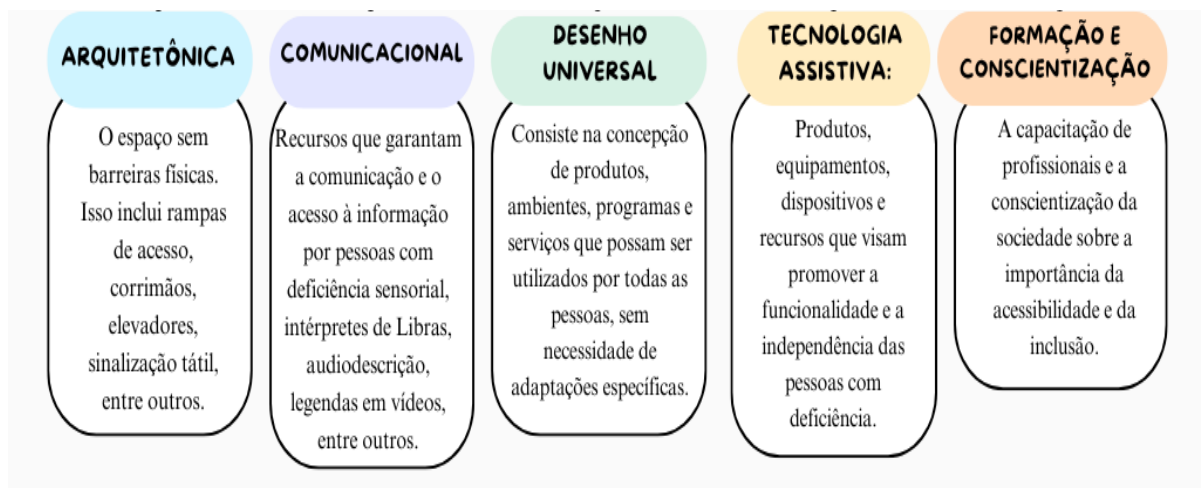 ARQUITETÔNICA
O espaço sem
barreiras físicas.
Isso inclui rampas
de acesso,
corrimãos,
elevadores,
sinalização tátil,
entre outros.
COMUNICACIONAL
Recursos que garantam
a comunicação e o
acesso à informação
por pessoas com
deficiência sensorial,
intérpretes de Libras,
audiodescrição,
legendas em vídeos,
entre outros.
DESENHO
UNIVERSAL
Consiste na concepção
de produtos,
ambientes, programas e
serviços que possam ser
utilizados por todas as
pessoas, sem
necessidade de
adaptações específicas.
TECNOLOGIA
ASSISTIVA:
Produtos,
equipamentos,
dispositivos e
recursos que visam
promover a
funcionalidade e a
independência das
pessoas com
deficiência.
FORMAÇÃO E
CONSCIENTIZAÇÃO
A capacitação de
profissionais e a
conscientização da
sociedade sobre a
importância da
acessibilidade e da
inclusão.